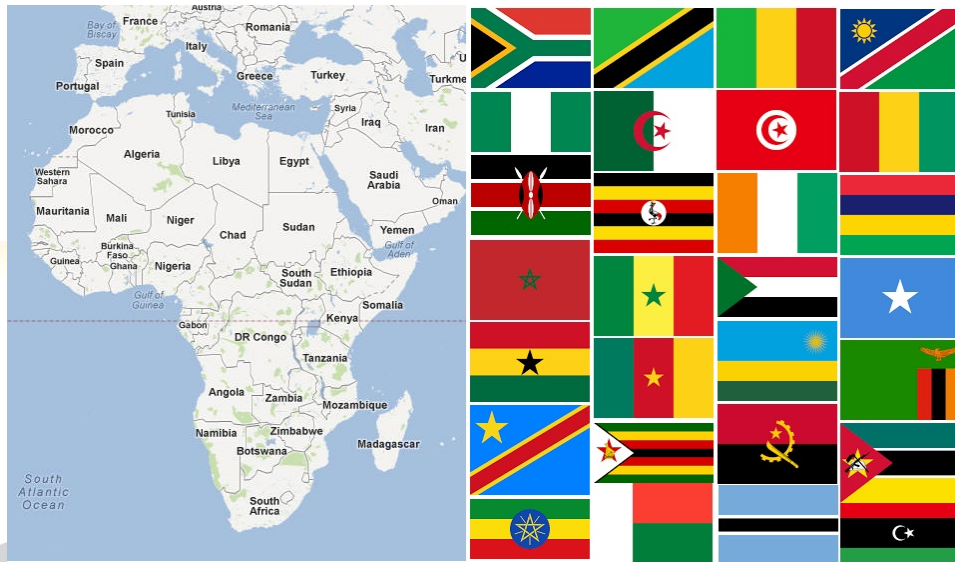 Austria
France
Bay of
Biscay
Romania
Italy
Spain
Greece
Turkey
Turkme
Portugal
Mediterranean
Sea
Syria
Tunisia
Iraq
Iran
Morocco
Algeria
Libya
Egypt
Western
Sahara
Saudi
Arabia
Oman
Mauritania
Mali
Niger
Chad
Sudan
Yemen
Gulf of
Aden
Burkina
Faso
Guinea
Ghana
Nigeria
South
Sudan
Ethiopia
Gulf of
Guinea
Somalia
Gabon
Kenya
DR Congo
Tanzania
Angola
Zambia
Mozambique
Namibia
Zimbabwe
Botswana
Madagascar
South
Atlantic
Ocean
South
Africa